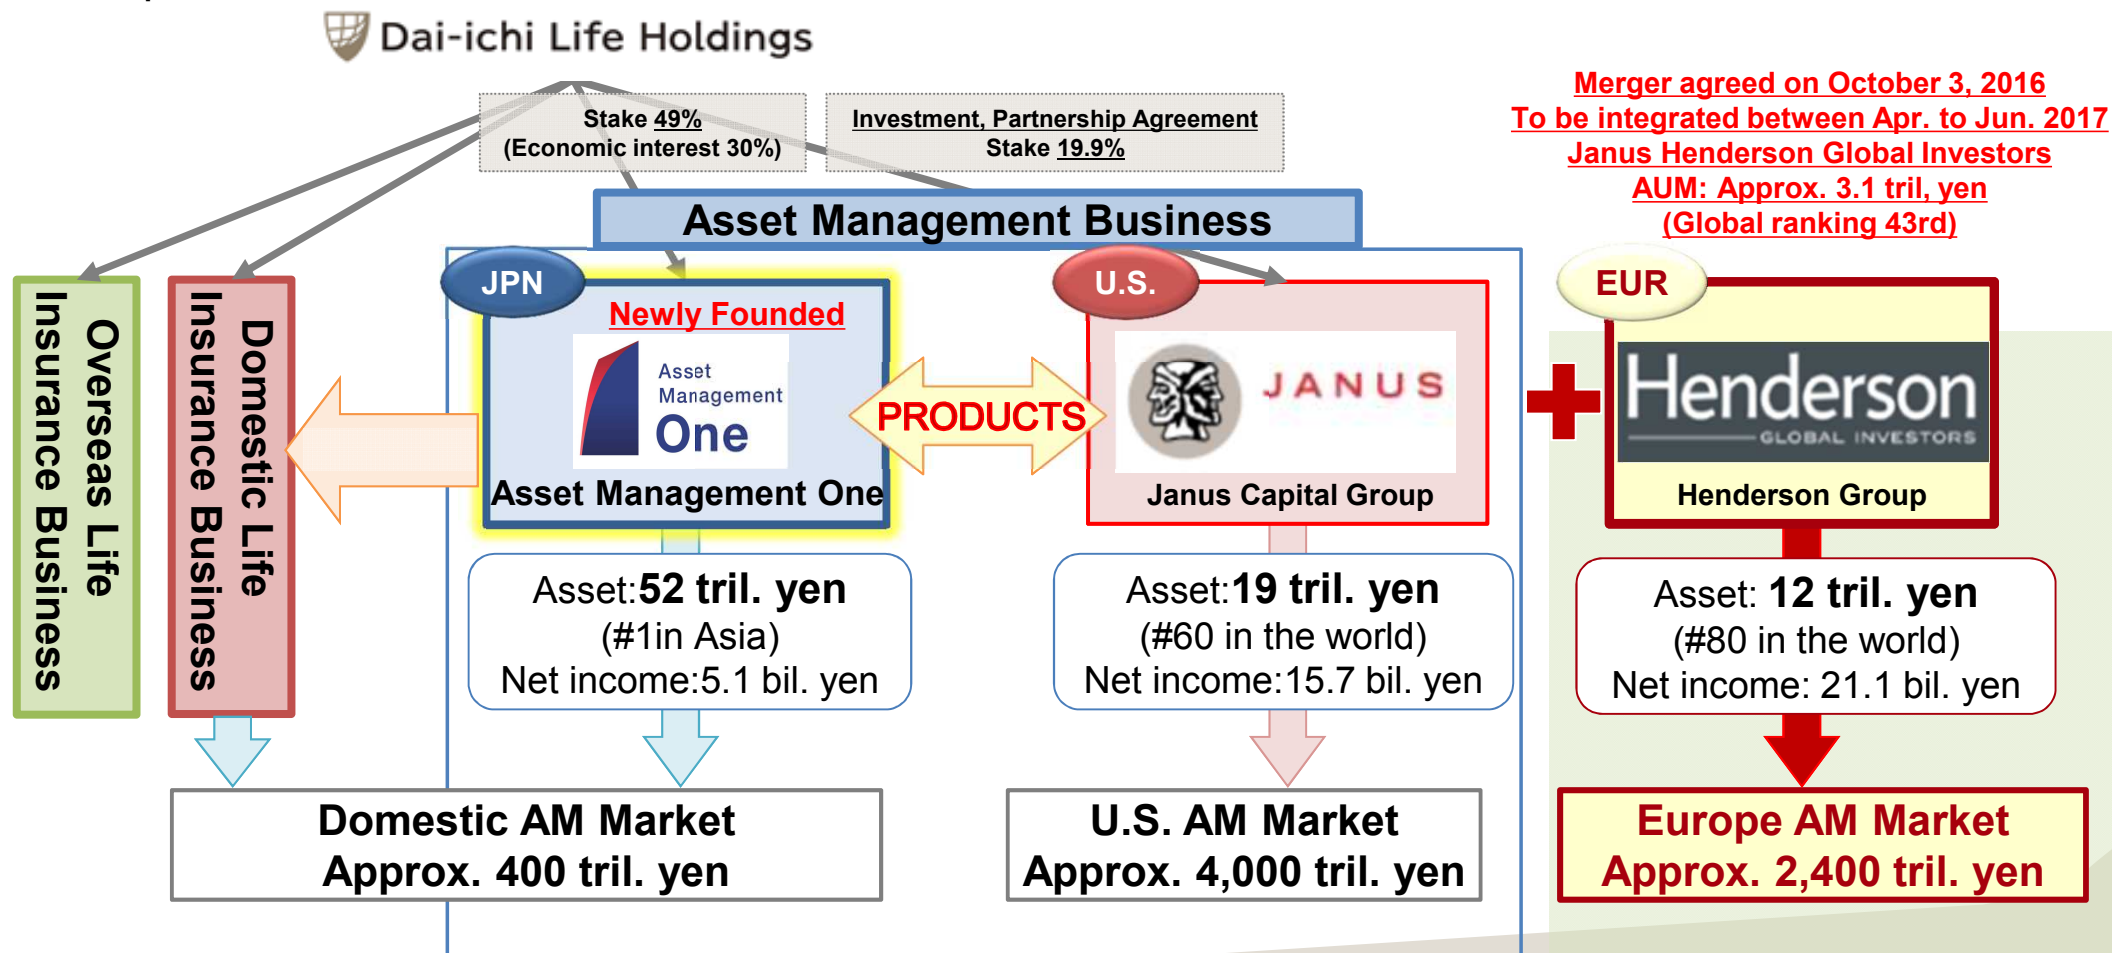 Dai-ichi Life Holdings
Stake 49%
(Economic interest 30%)
Investment, Partnership Agreement
Stake 19.9%
Merger agreed on October 3, 2016
To be integrated between Apr. to Jun. 2017
Janus Henderson Global Investors
AUM: Approx. 3.1 tril, yen
(Global ranking 43rd)
Asset Management Business
Overseas Life
Insurance Business
Domestic Life
Insurance Business
JPN
Newly Founded
Asset
Management
One
Asset Management One
PRODUCTS
U.S.
JANUS
Janus Capital Group
EUR
Henderson
GLOBAL INVESTORS
Henderson Group
Asset:52 tril. yen
(#1in Asia)
Net income:5.1 bil. yen
Asset:19 tril. yen
(#60 in the world)
Net income:15.7 bil. yen
Asset: 12 tril. yen
(#80 in the world)
Net income: 21.1 bil. yen
Domestic AM Market
Approx. 400 tril. yen
U.S. AM Market
Approx. 4,000 tril. yen
Europe AM Market
Approx. 2,400 tril. yen